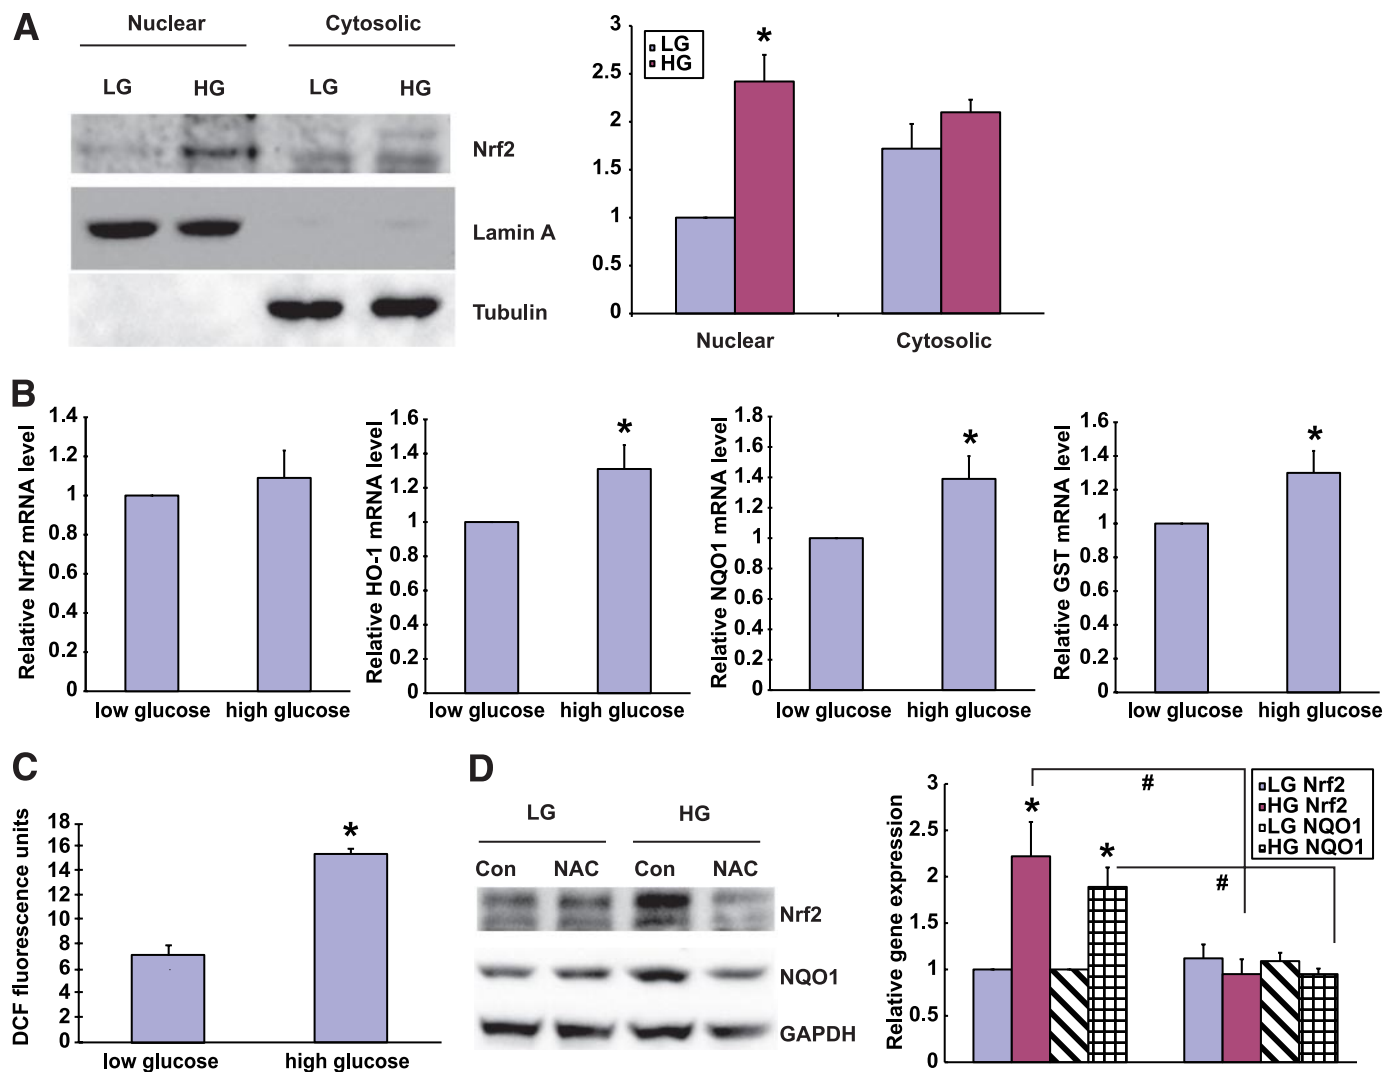 A
Nuclear Cytosolic
LG HG LG HG
Nrf2
Lamin A
Tubulin
3
2.5
2
1.5
1
0.5
0
LG
HG
*
Nuclear Cytosolic
B
Relative Nrf2 mRNA level
1.4
1.2
1
0.8
0.6
0.4
0.2
0
low glucose high glucose
Relative HO-1 mRNA level
1.6
1.4
1.2
1
0.8
0.6
0.4
0.2
0
*
low glucose high glucose
Relative NQO1 mRNA level
1.8
1.6
1.4
1.2
1
0.8
0.6
0.4
0.2
0
*
low glucose high glucose
Relative GST mRNA level
1.6
1.4
1.2
1
0.8
0.6
0.4
0.2
0
*
low glucose high glucose
C
DCF fluorescence units
18
16
14
12
10
8
6
4
2
0
*
low glucose high glucose
D
LG HG
Con NAC Con NAC
Nrf2
NQO1
GAPDH
Relative gene expression
3
2.5
2
1.5
1
0.5
0
*
*
#
#
LG Nrf2
HG Nrf2
LG NQO1
HG NQO1